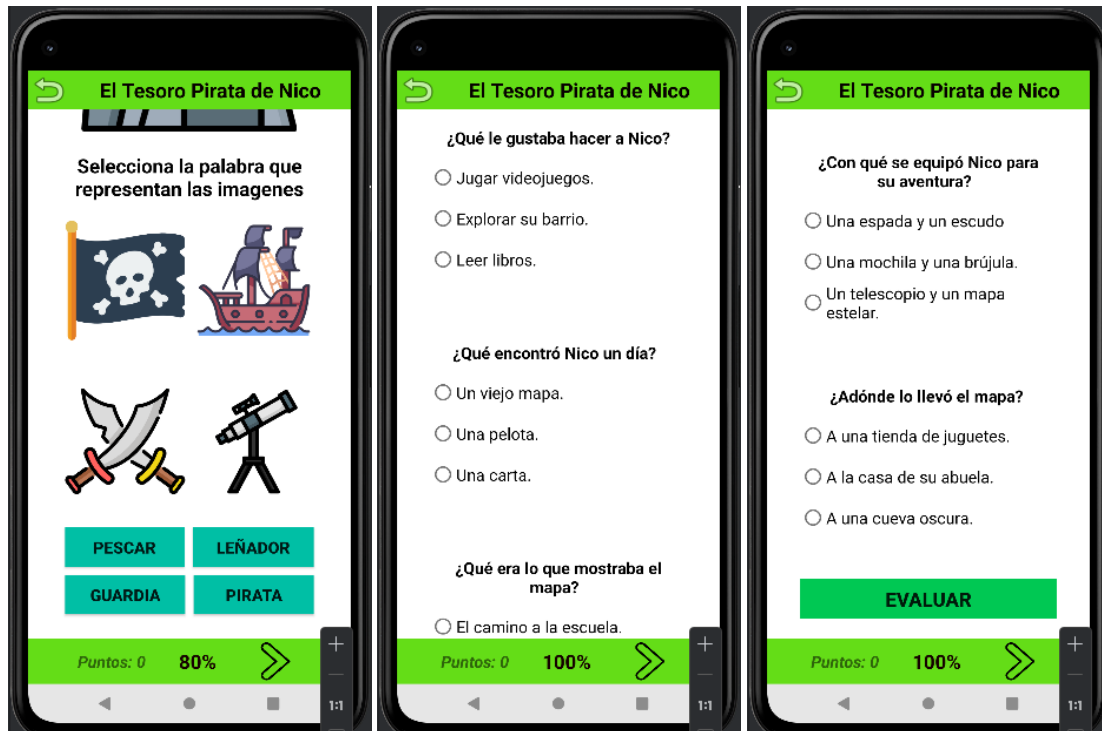 El Tesoro Pirata de Nico
Selecciona la palabra que
representan las imagenes
PESCAR
LEÑADOR
GUARDIA
PIRATA
Puntos: 0
80%
1:1
El Tesoro Pirata de Nico
¿Qué le gustaba hacer a Nico?
Jugar videojuegos.
Explorar su barrio.
Leer libros.
¿Qué encontró Nico un día?
Un viejo mapa.
Una pelota.
Una carta.
¿Qué era lo que mostraba el
mapa?
El camino a la escuela.
Puntos: 0
100%
1:1
El Tesoro Pirata de Nico
¿Con qué se equipó Nico para
su aventura?
Una espada y un escudo
Una mochila y una brújula.
Un telescopio y un mapa
estelar.
¿Adónde lo llevó el mapa?
A una tienda de juguetes.
A la casa de su abuela.
A una cueva oscura.
EVALUAR
Puntos: 0
100%
1:1